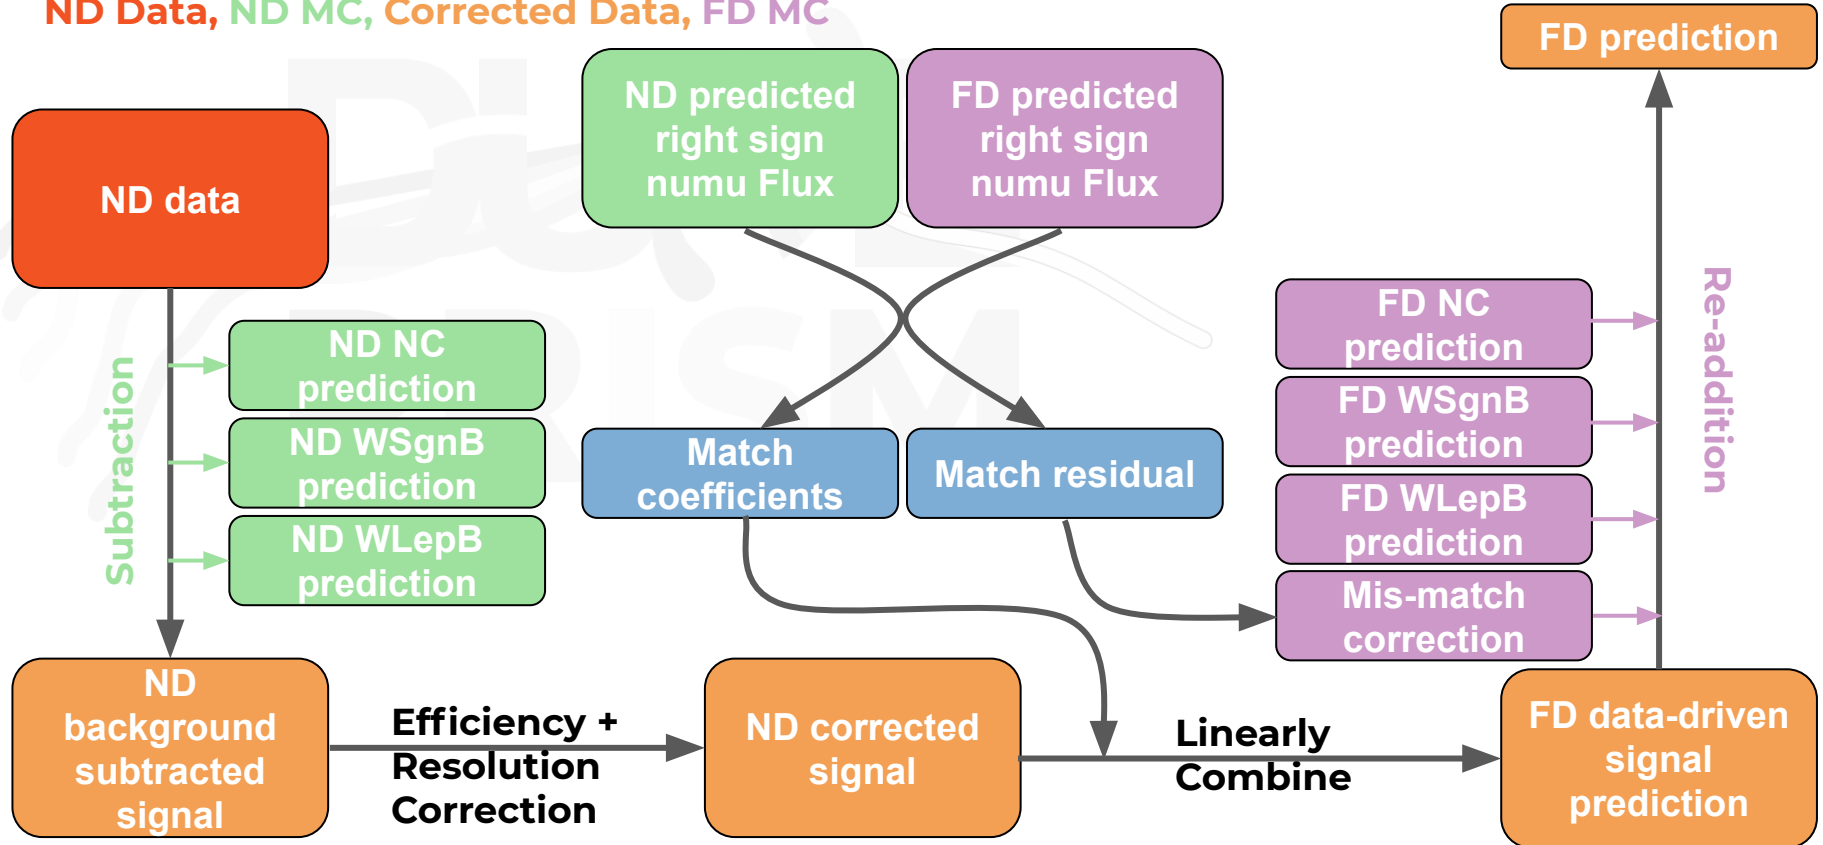 ND Data, ND MC, Corrected Data, FD MC
FD prediction
ND predicted
right sign
numu Flux
FD predicted
right sign
numu Flux
ND data
Subtraction
ND NC
prediction
ND WSgnB
prediction
ND WLepB
prediction
Match
coefficients
Match residual
FD NC
prediction
FD WSgnB
prediction
FD WLepB
prediction
Mis-match
correction
Re-addition
ND
background
subtracted
signal
Efficiency +
Resolution
Correction
ND corrected
signal
Linearly
Combine
FD data-driven
signal
prediction
DUNE
PRISM